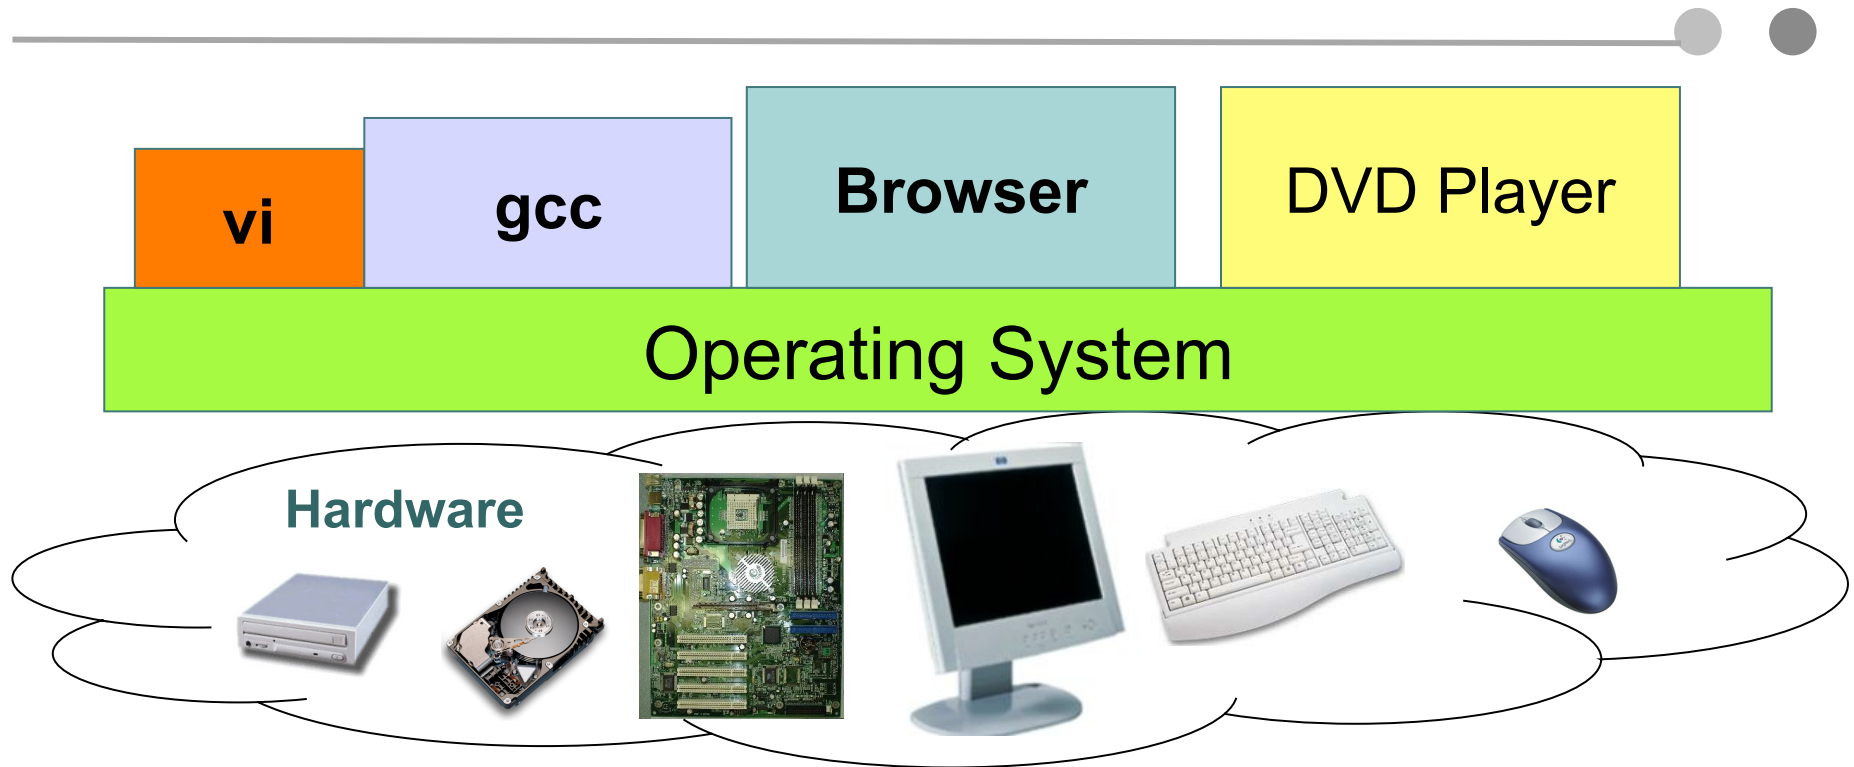 vi
gcc
Browser
DVD Player
Operating System
Hardware